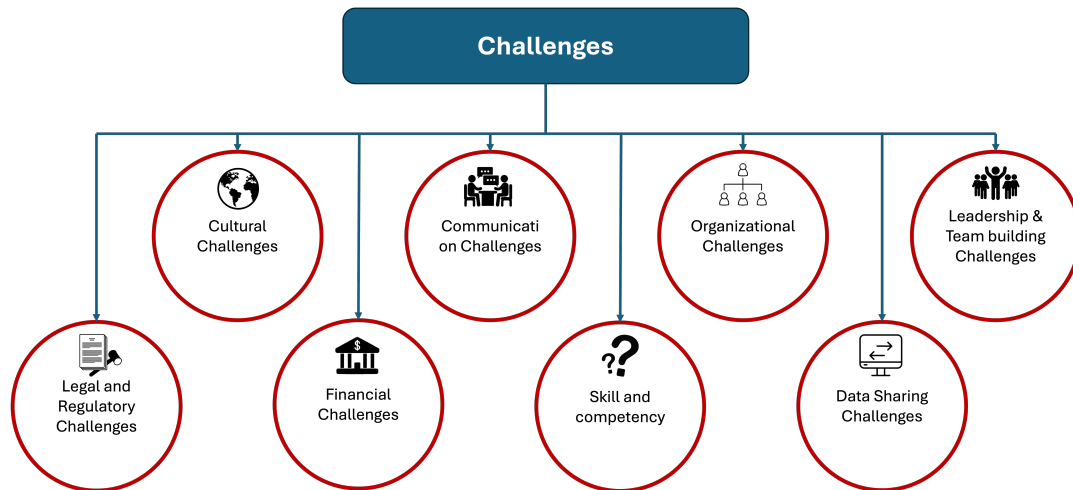 Challenges
Cultural
Challenges
Communicati
on Challenges
Organizational
Challenges
Leadership &
Team building
Challenges
Legal and
Regulatory
Challenges
$
Financial
Challenges
??
Skill and
competency
Data Sharing
Challenges